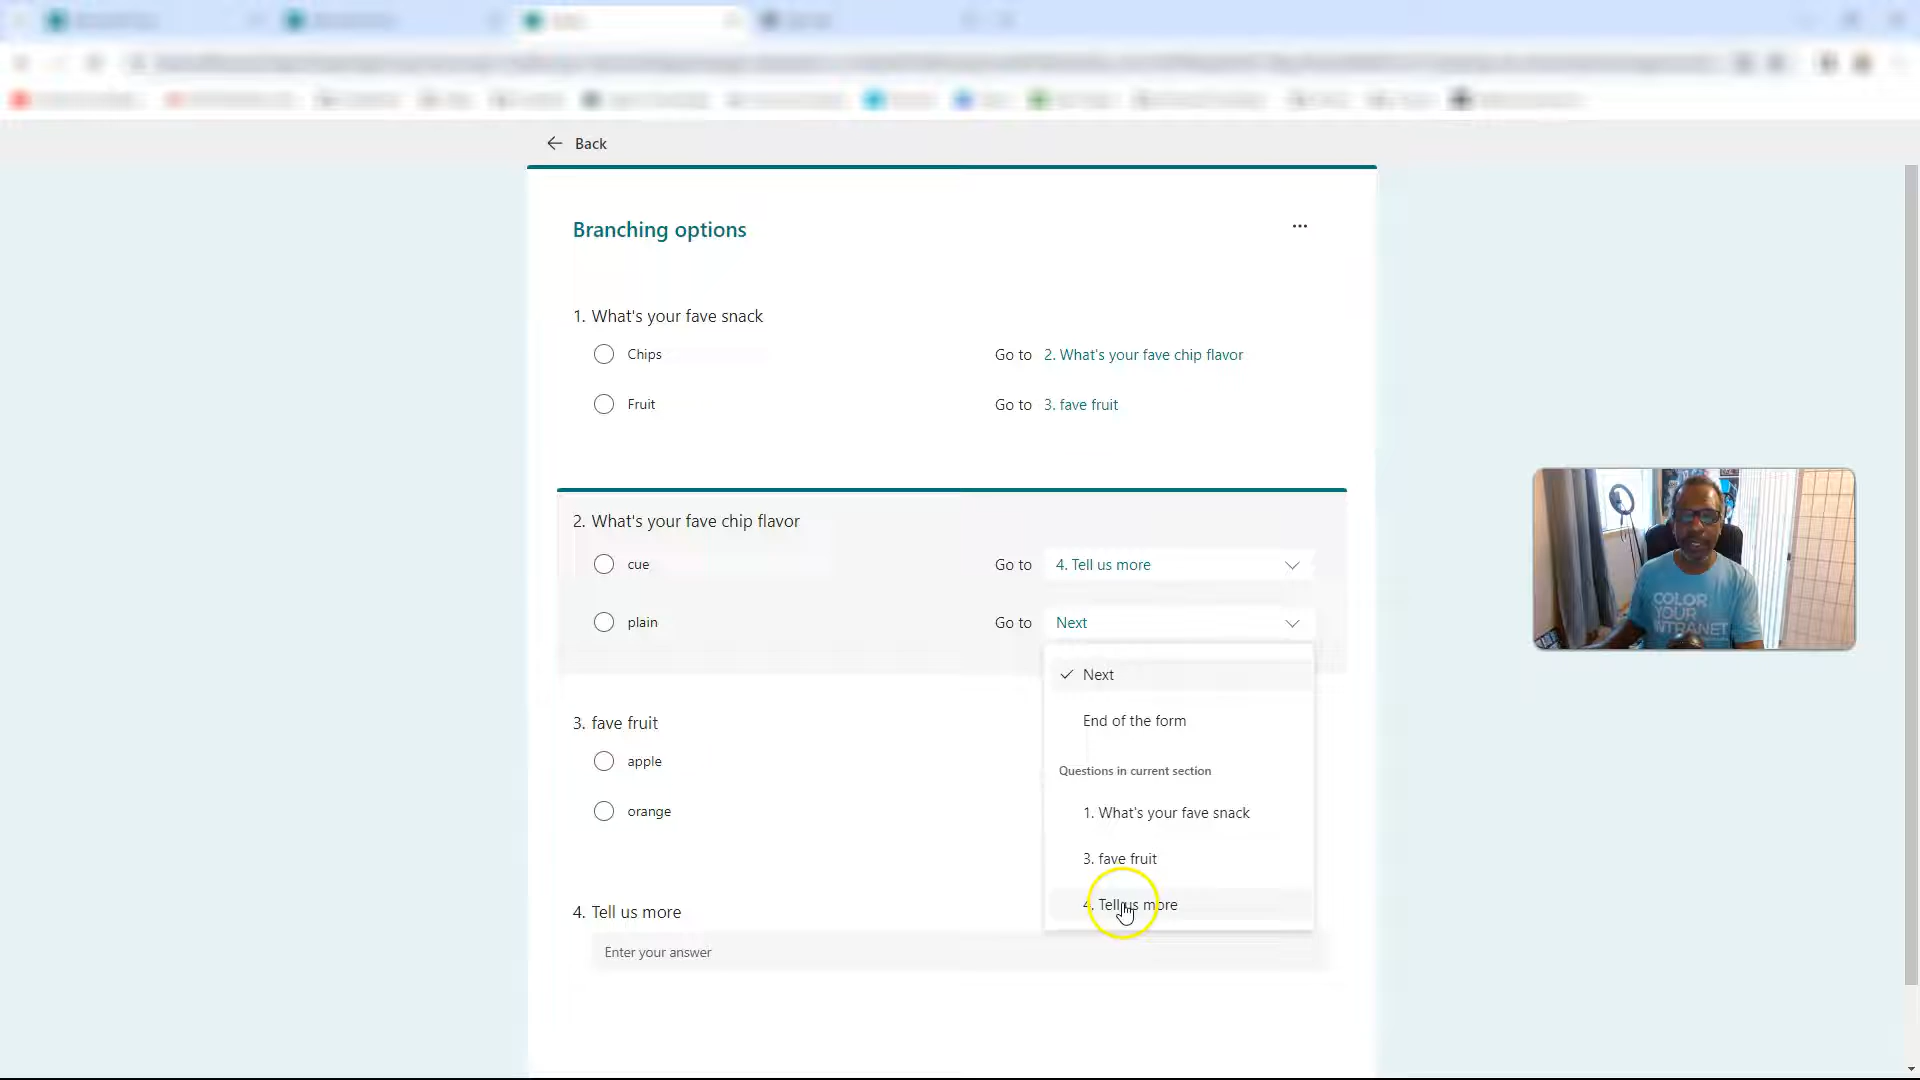 Back
Branching options
1. What's your fave snack
Chips
Go to 2. What's your fave chip flavor
Fruit
Go to 3. fave fruit
2. What's your fave chip flavor
cue
Go to 4. Tell us more
plain
Go to Next
Next
End of the form
Questions in current section
1. What's your fave snack
3. fave fruit
4. Tell us more
3. fave fruit
apple
orange
4. Tell us more
Enter your answer
COLOR
YOUR
INTRANET